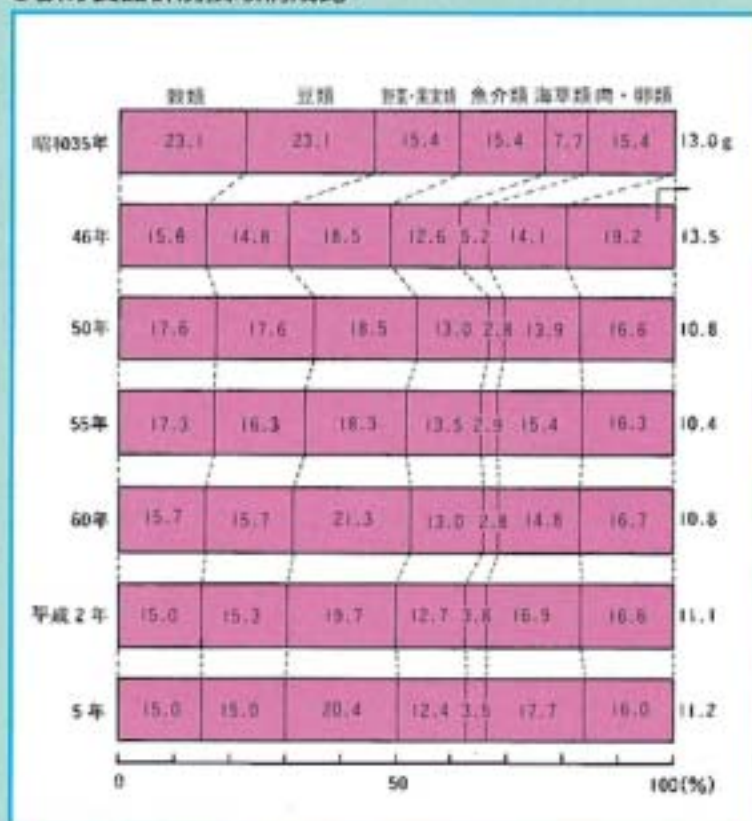 穀類 豆類 野菜・果実類 魚介類 海草類 肉・卵類
昭和35年 23.1 23.1 15.4 15.4 7.7 15.4 13.0g
46年 15.6 14.8 18.5 12.6 5.2 14.1 19.2 13.5
50年 17.6 17.6 18.5 13.0 2.8 13.9 16.6 10.8
55年 17.3 16.3 18.3 13.5 2.9 15.4 16.3 10.4
60年 15.7 15.7 21.3 13.0 2.8 14.8 16.7 10.8
平成2年 15.0 15.3 19.7 12.7 3.8 16.9 16.6 11.1
5年 15.0 15.0 20.4 12.4 3.5 17.7 16.0 11.2
0 50 100(%)